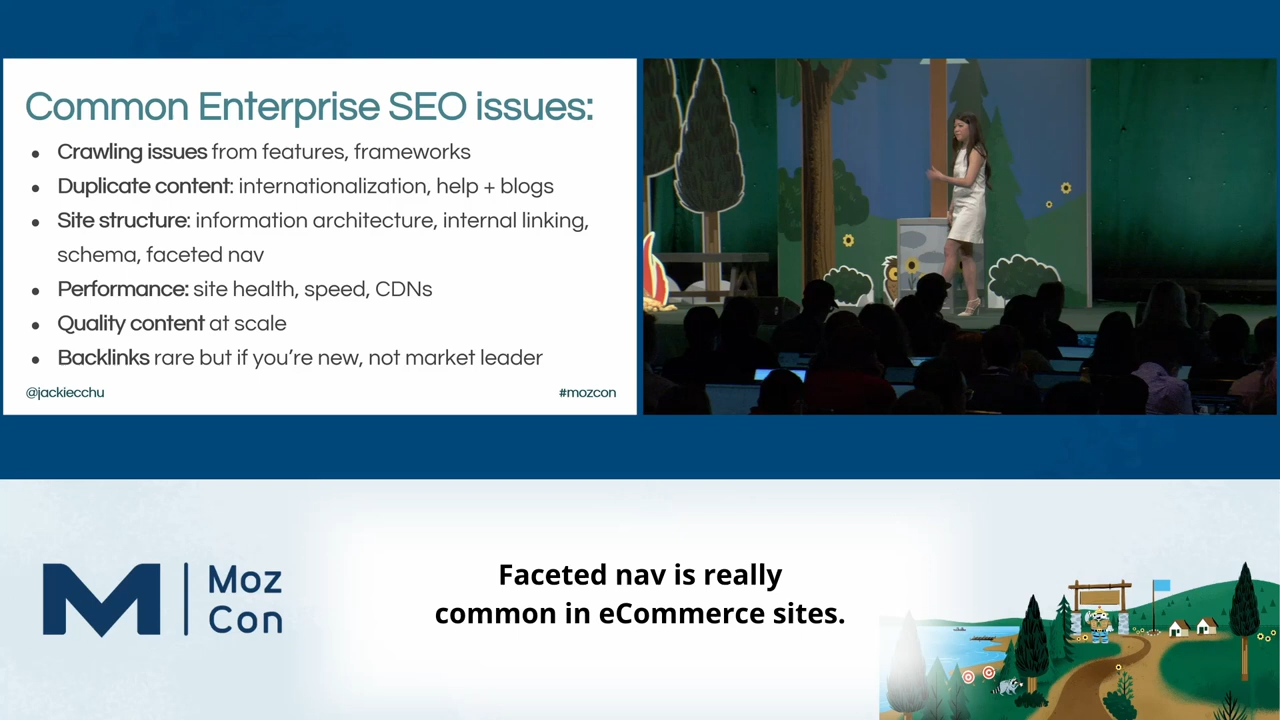 Common Enterprise SEO issues:
● Crawling issues from features, frameworks
● Duplicate content: internationalization, help + blogs
● Site structure: information architecture, internal linking,
schema, faceted nav
● Performance: site health, speed, CDNs
● Quality content at scale
● Backlinks rare but if you’re new, not market leader
@jackiecchu
#mozcon
M
Moz
Con
Faceted nav is really
common in eCommerce sites.